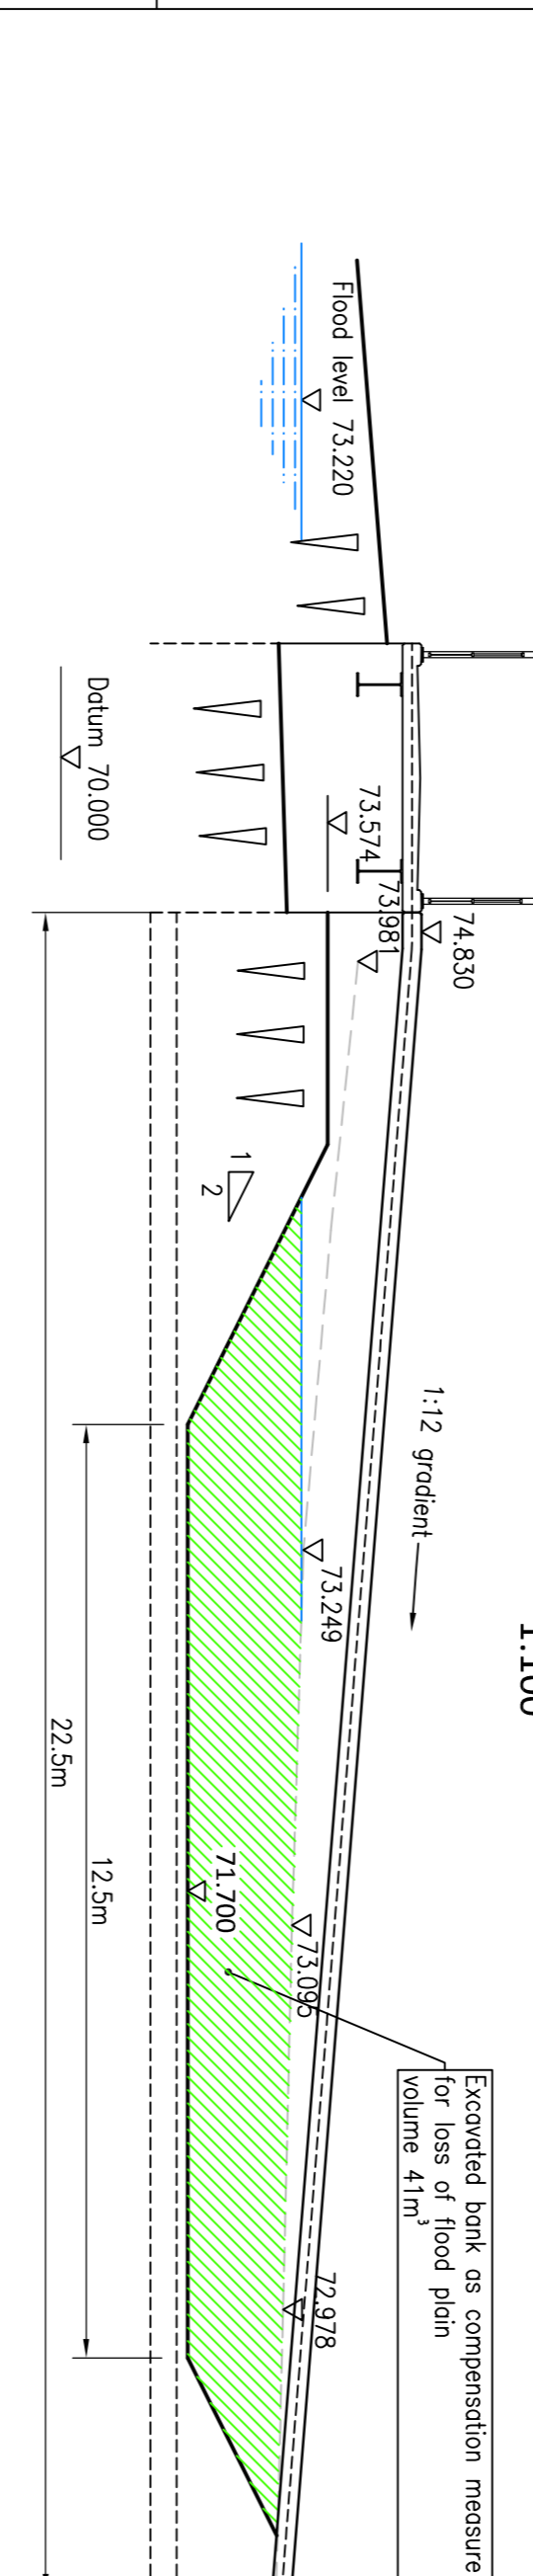 Flood level 73.220
Datum 70.000
73.574
73.981
74.830
1
2
1:12 gradient
73.249
22.5m
12.5m
71.700
73.095
Excavated bank as compensation measure
for loss of flood plain
volume 41m³
72.978